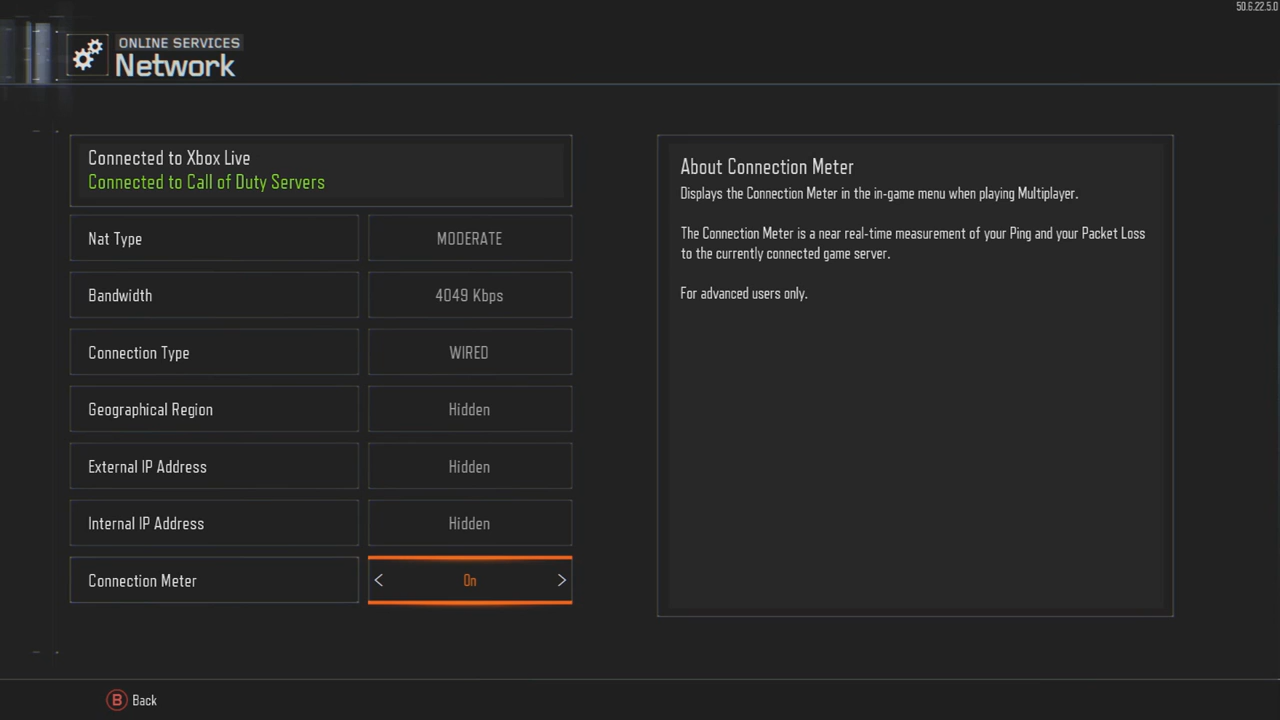 50.6.22.5.0
ONLINE SERVICES
Network
Connected to Xbox Live
Connected to Call of Duty Servers
Nat Type
MODERATE
Bandwidth
4049 Kbps
Connection Type
WIRED
Geographical Region
Hidden
External IP Address
Hidden
Internal IP Address
Hidden
Connection Meter
< On >
About Connection Meter
Displays the Connection Meter in the in-game menu when playing Multiplayer.
The Connection Meter is a near real-time measurement of your Ping and your Packet Loss
to the currently connected game server.
For advanced users only.
B Back